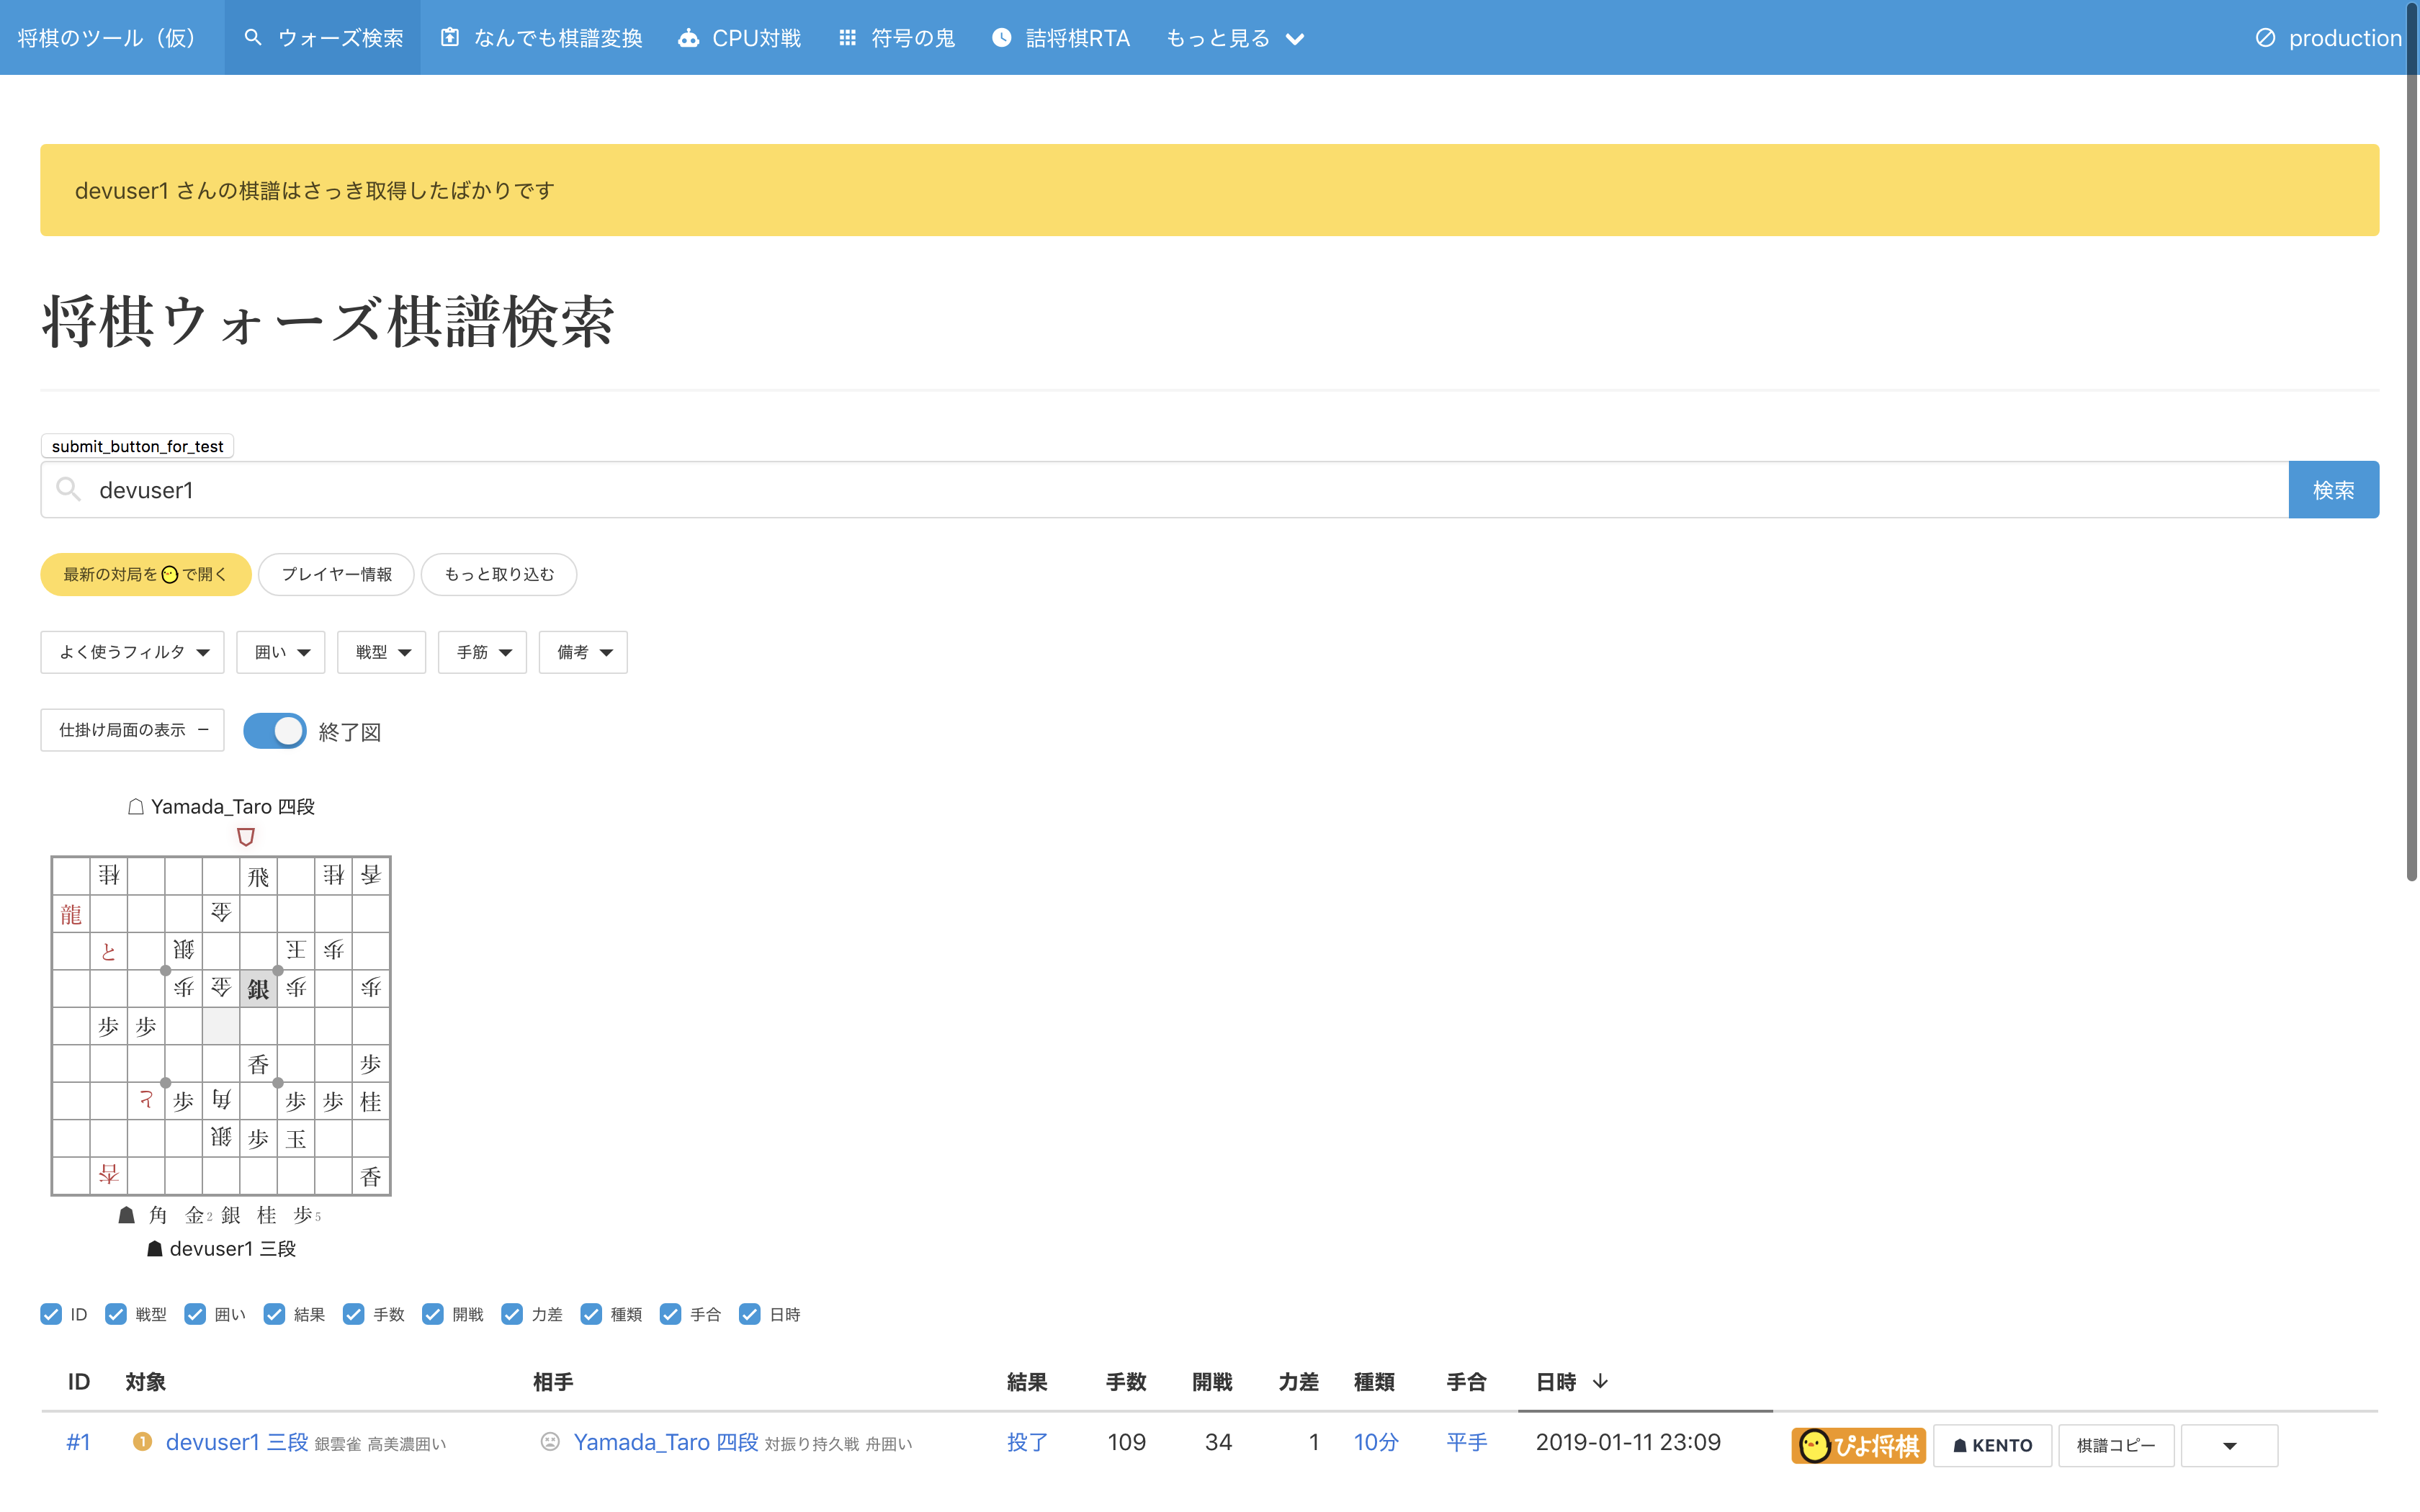 将棋のツール（仮） ウォーズ検索 なんでも棋譜変換 CPU対戦 符号の鬼 詰将棋RTA もっと見る production
devuser1 さんの棋譜はさっき取得したばかりです
将棋ウォーズ棋譜検索
submit_button_for_test
devuser1 検索
最新の対局をで開く プレイヤー情報 もっと取り込む
よく使うフィルタ 囲い 戦型 手筋 備考
仕掛け局面の表示 終了図
☖ Yamada_Taro 四段
桂 飛 桂 香
龍 金
と 銀 王 歩
歩 金 銀 歩 歩
歩 歩
香 歩
と 歩 角 歩 歩 桂
銀 歩 玉
杏 香
☗ 角 金2 銀 桂 歩5
☗ devuser1 三段
ID 戦型 囲い 結果 手数 開戦 力差 種類 手合 日時
ID 対象 相手 結果 手数 開戦 力差 種類 手合 日時 ↓
#1 1 devuser1 三段 銀雲雀 高美濃囲い Yamada_Taro 四段 対振り持久戦 舟囲い 投了 109 34 1 10分 平手 2019-01-11 23:09 ぴよ将棋 ☗KENTO 棋譜コピー